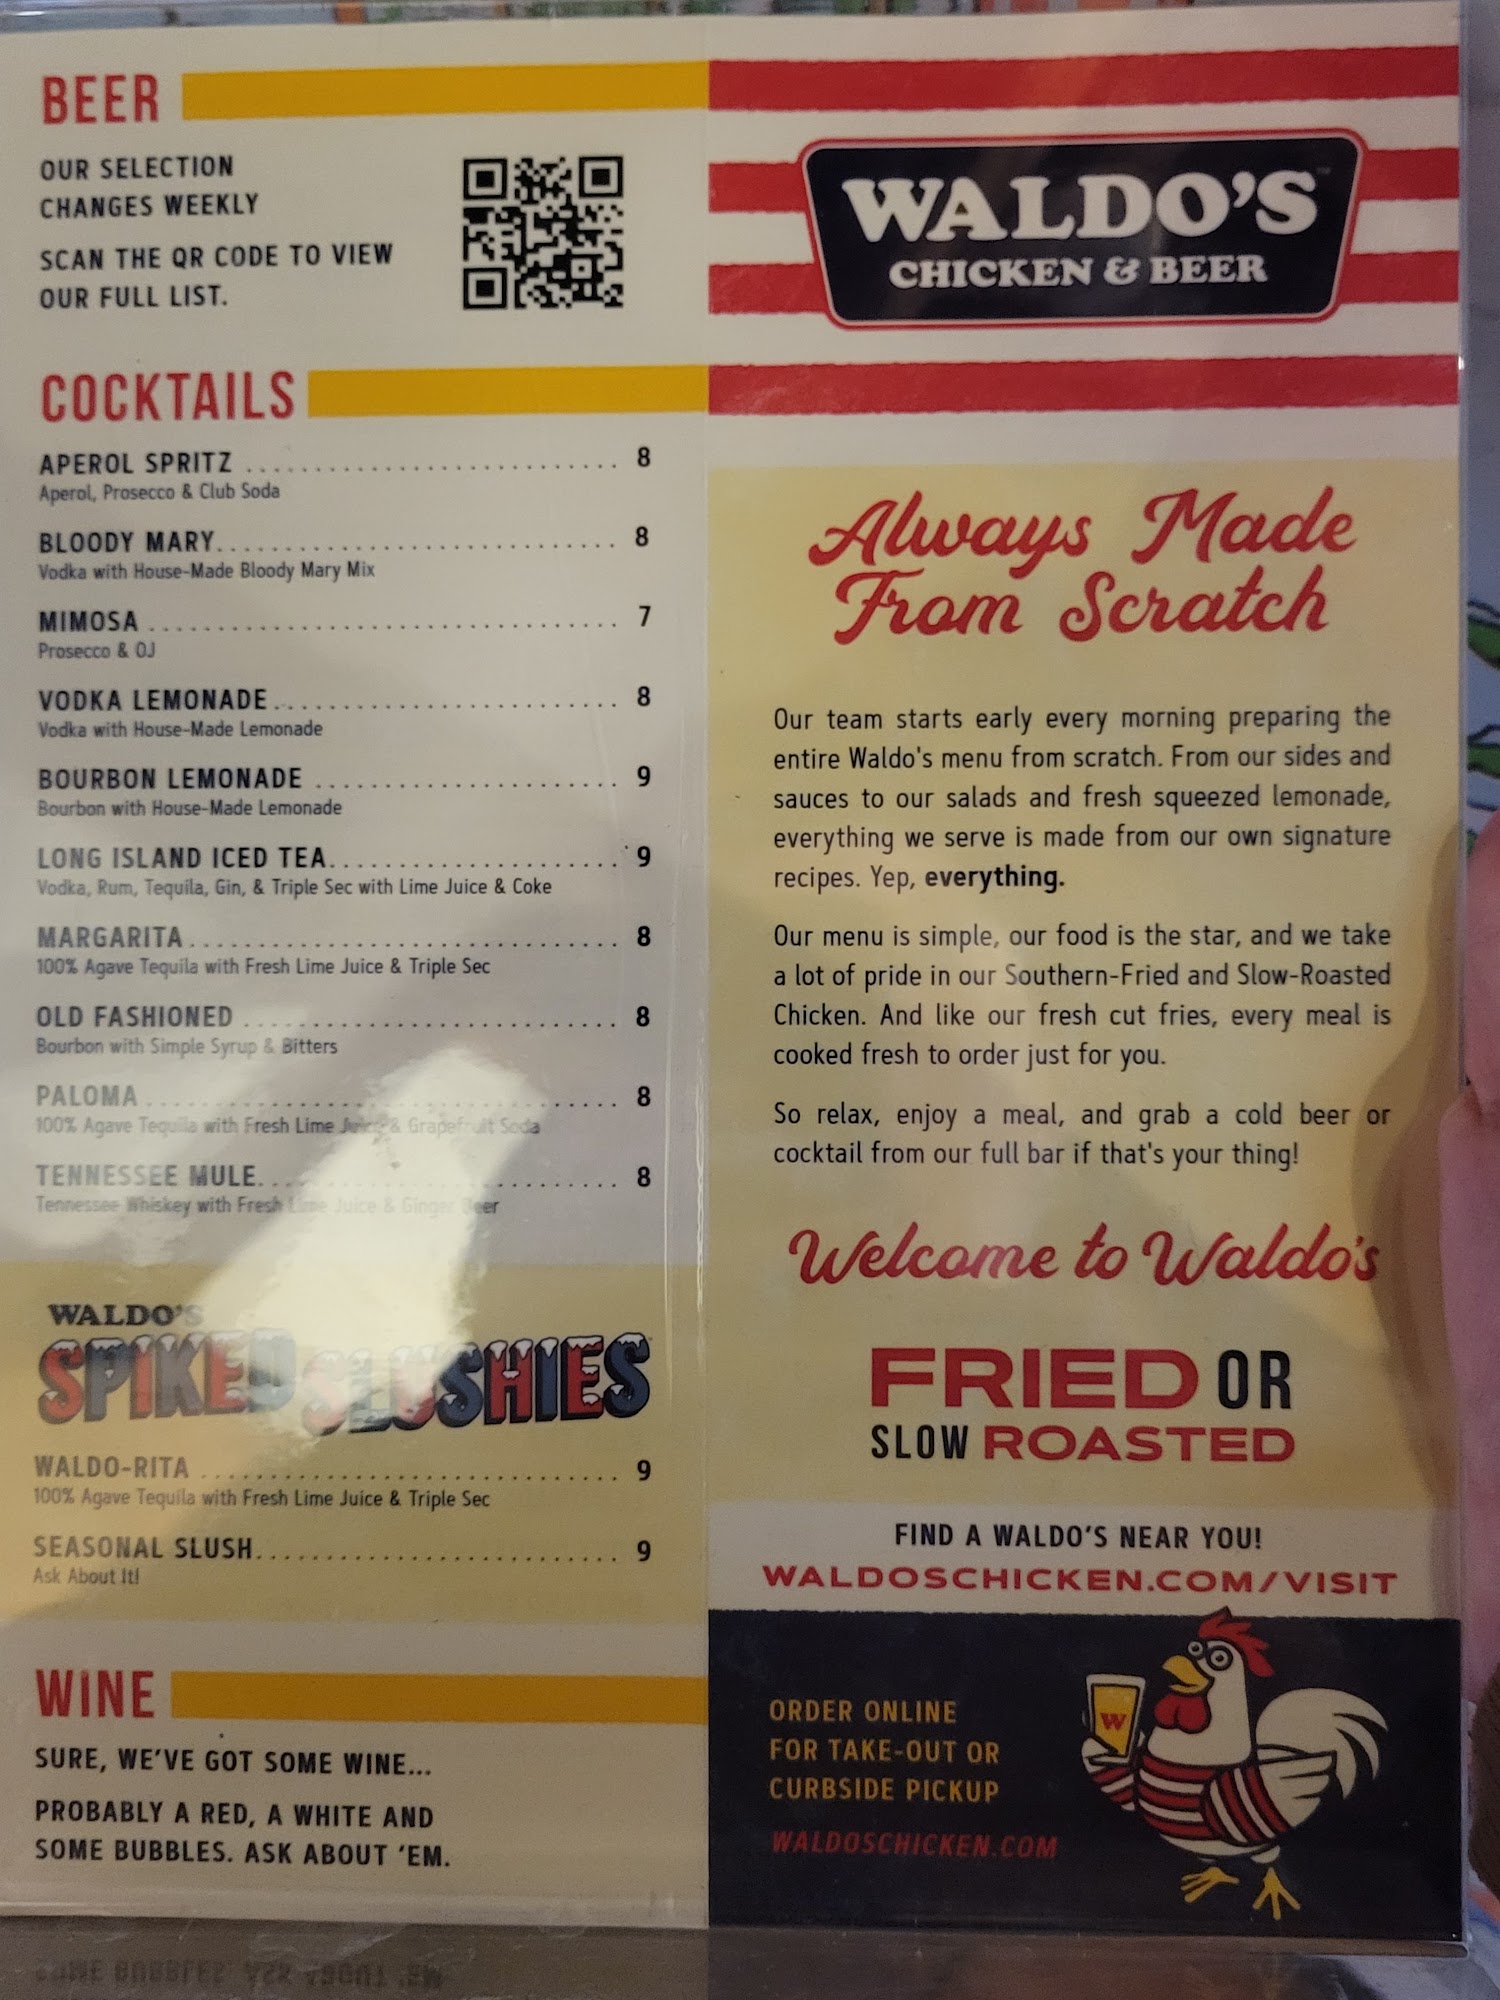 BEER
OUR SELECTION
CHANGES WEEKLY
SCAN THE QR CODE TO VIEW
OUR FULL LIST.
COCKTAILS
APEROL SPRITZ ........................ 8
Aperol, Prosecco & Club Soda
BLOODY MARY........................ 8
Vodka with House-Made Bloody Mary Mix
MIMOSA ........................ 7
Prosecco & OJ
VODKA LEMONADE........................ 8
Vodka with House-Made Lemonade
BOURBON LEMONADE ........................ 9
Bourbon with House-Made Lemonade
LONG ISLAND ICED TEA........................ 9
Vodka, Rum, Tequila, Gin, & Triple Sec with Lime Juice & Coke
MARGARITA........................ 8
100% Agave Tequila with Fresh Lime Juice & Triple Sec
OLD FASHIONED ........................ 8
Bourbon with Simple Syrup & Bitters
PALOMA ........................ 8
100% Agave Tequila with Fresh Lime Juice & Grapefruit Soda
TENNESSEE MULE........................ 8
Tennessee Whiskey with Fresh Lime Juice & Ginger Beer
WALDO'S
SPIKED SLUSHIES
WALDO-RITA ........................ 9
100% Agave Tequila with Fresh Lime Juice & Triple Sec
SEASONAL SLUSH........................ 9
Ask About It!
WINE
SURE, WE'VE GOT SOME WINE...
PROBABLY A RED, A WHITE AND
SOME BUBBLES. ASK ABOUT 'EM.
WALDO'S™
CHICKEN & BEER
Always Made
From Scratch
Our team starts early every morning preparing the
entire Waldo's menu from scratch. From our sides and
sauces to our salads and fresh squeezed lemonade,
everything we serve is made from our own signature
recipes. Yep, everything.
Our menu is simple, our food is the star, and we take
a lot of pride in our Southern-Fried and Slow-Roasted
Chicken. And like our fresh cut fries, every meal is
cooked fresh to order just for you.
So relax, enjoy a meal, and grab a cold beer or
cocktail from our full bar if that's your thing!
Welcome to Waldo's
FRIED OR
SLOW ROASTED
FIND A WALDO'S NEAR YOU!
WALDOSCHICKEN.COM/VISIT
ORDER ONLINE
FOR TAKE-OUT OR
CURBSIDE PICKUP
WALDOSCHICKEN.COM
W